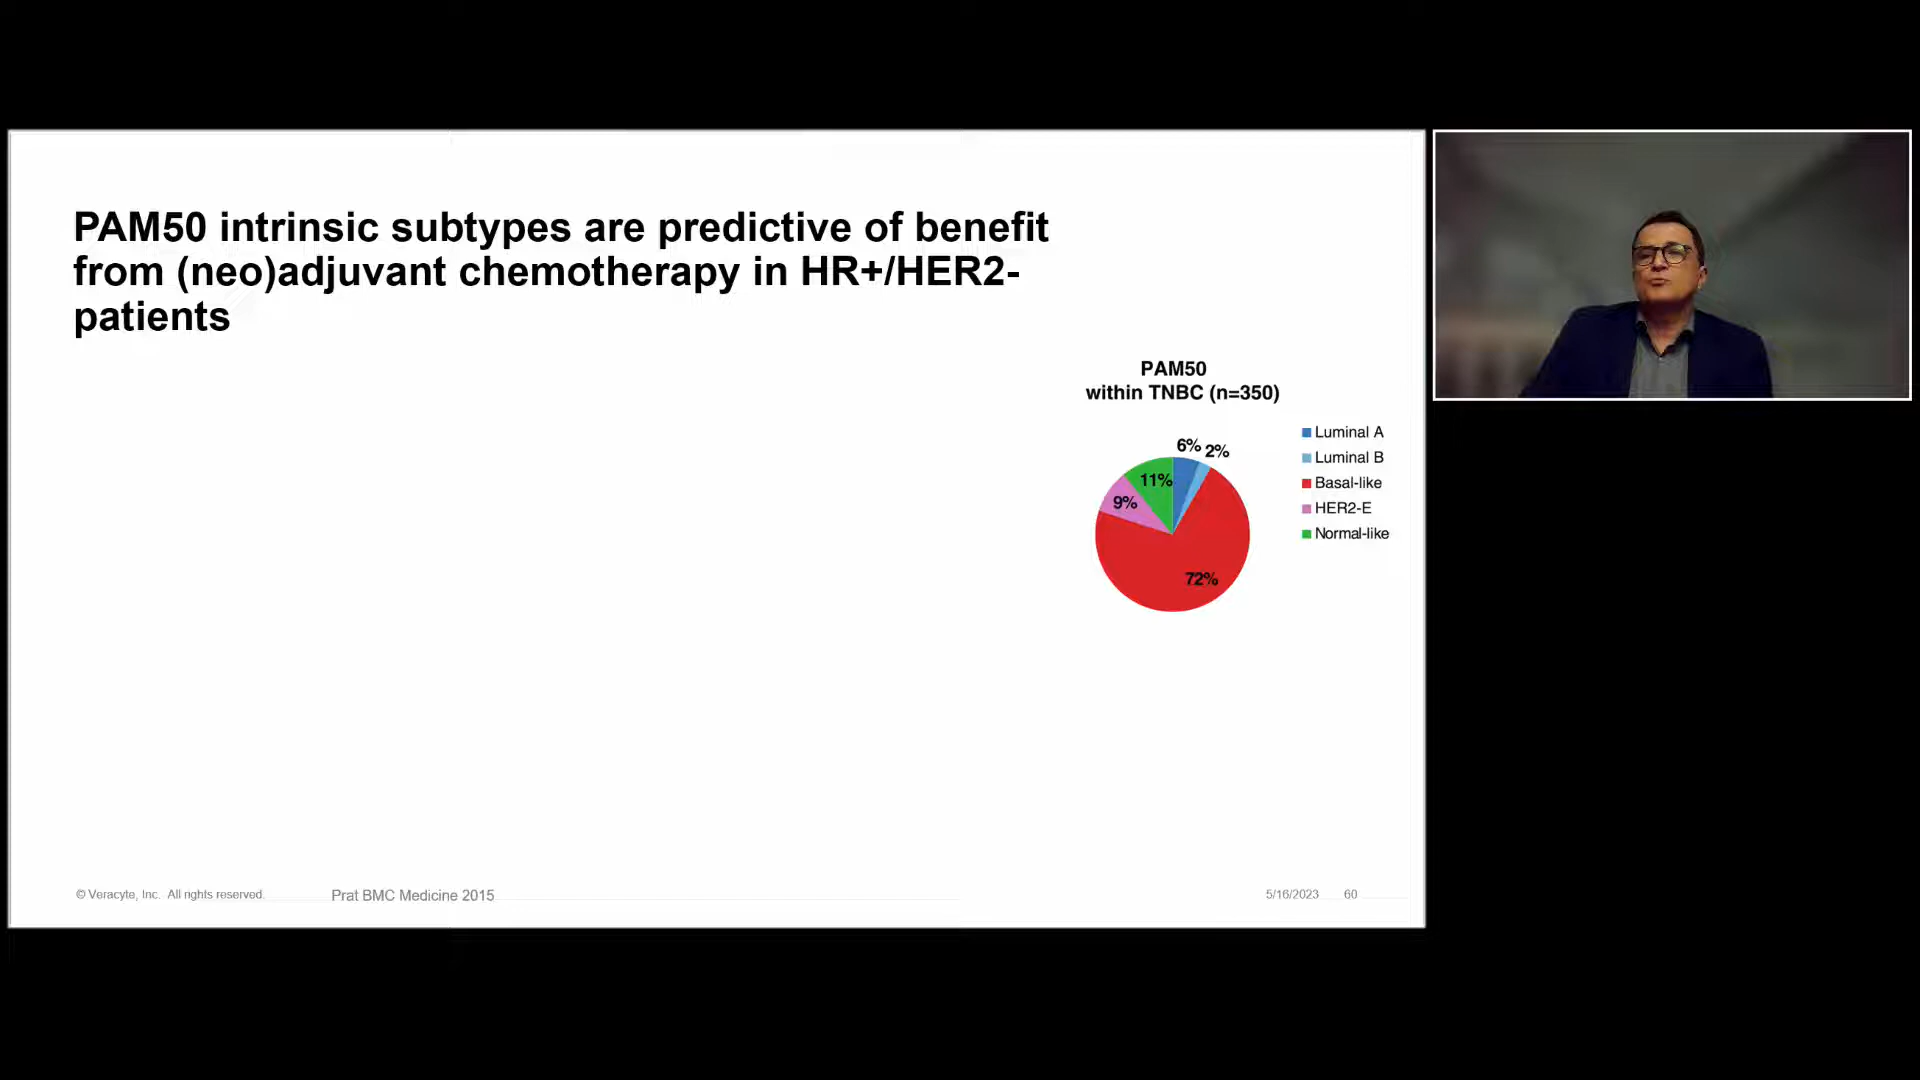 PAM50 intrinsic subtypes are predictive of benefit
from (neo)adjuvant chemotherapy in HR+/HER2-
patients
PAM50
within TNBC (n=350)
6% 2%
11%
9%
72%
Luminal A
Luminal B
Basal-like
HER2-E
Normal-like
© Veracyte, Inc. All rights reserved. Prat BMC Medicine 2015 5/16/2023 60